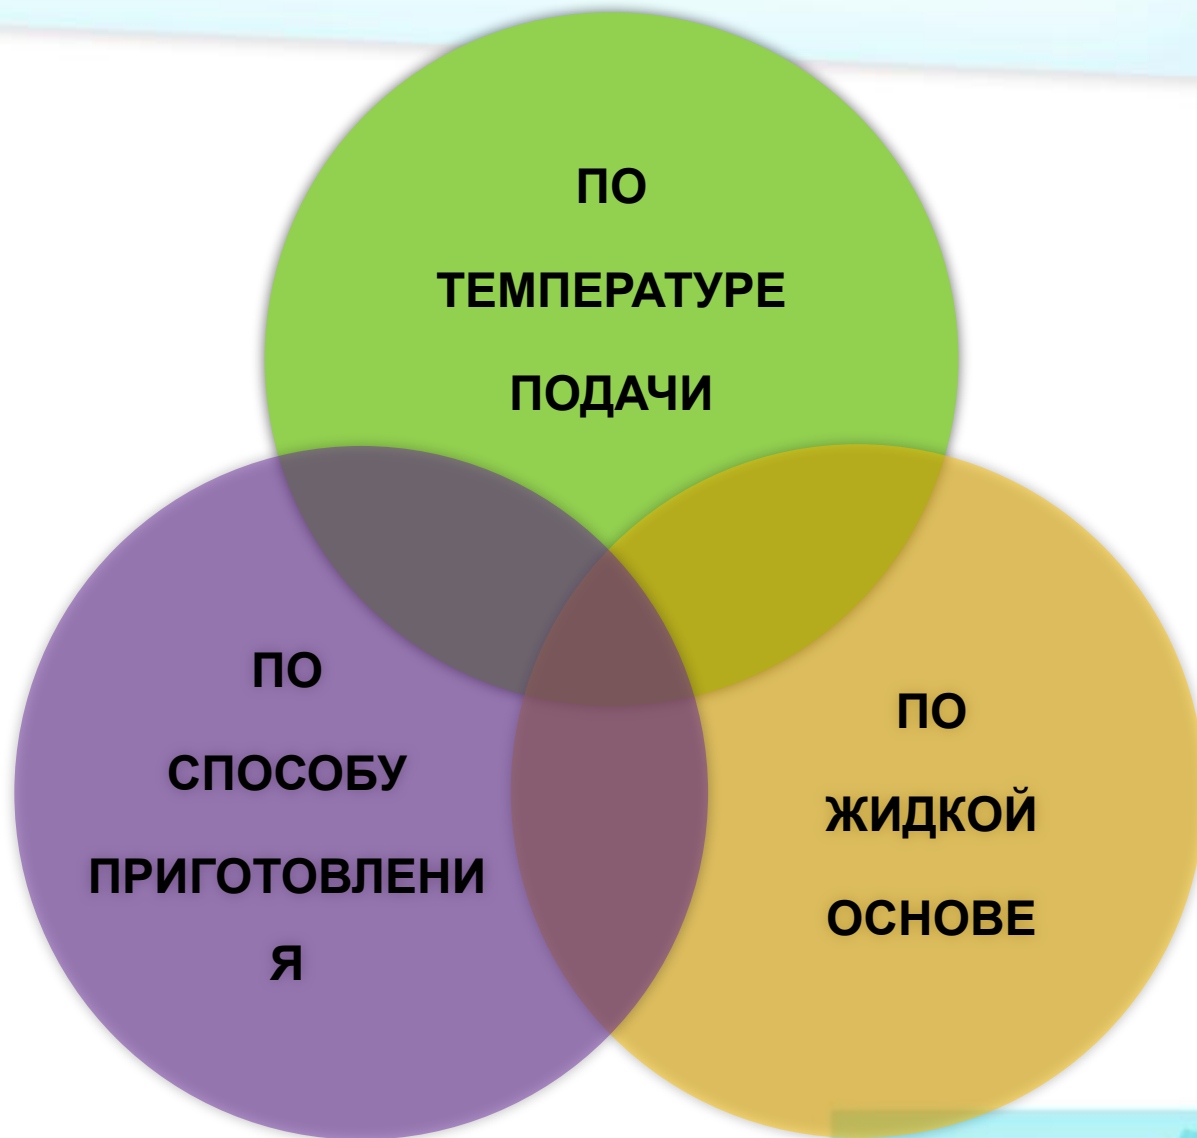 ПО
ТЕМПЕРАТУРЕ
ПОДАЧИ
ПО
СПОСОБУ
ПРИГОТОВЛЕНИ
Я
ПО
ЖИДКОЙ
ОСНОВЕ